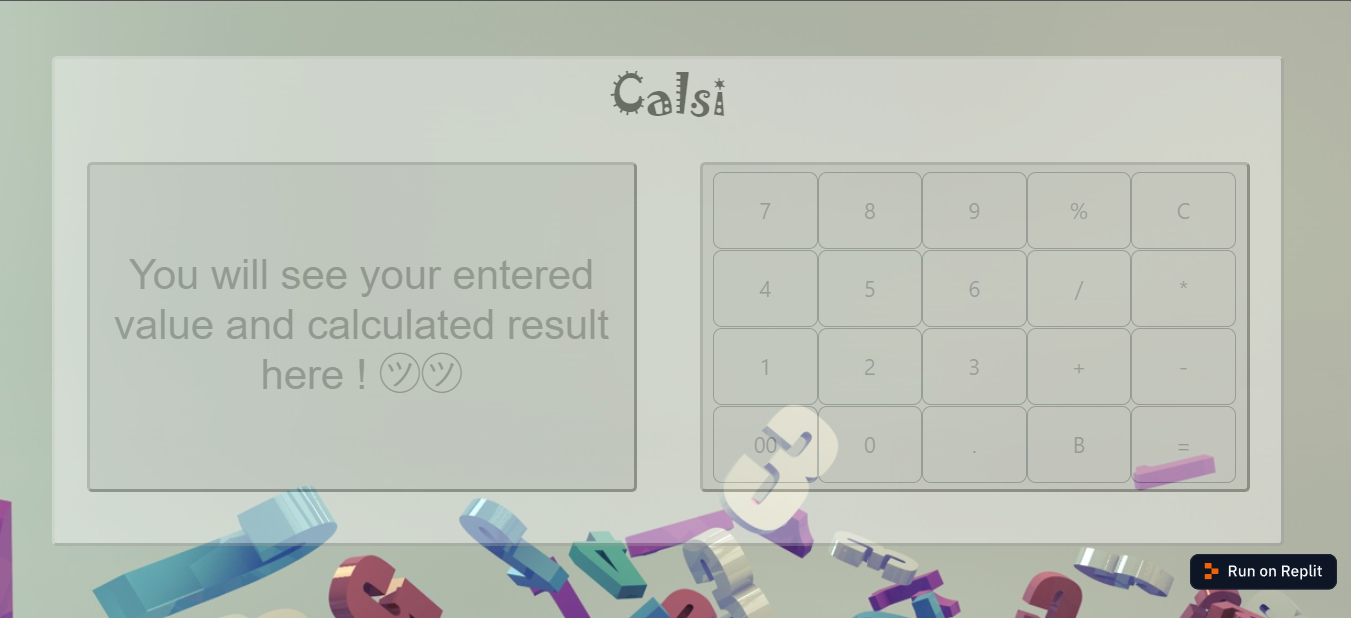 Calsi
You will see your entered
value and calculated result
here ! ㋡㋡
7 8 9 % C
4 5 6 / *
1 2 3 + -
00 0 . B =
Run on Replit